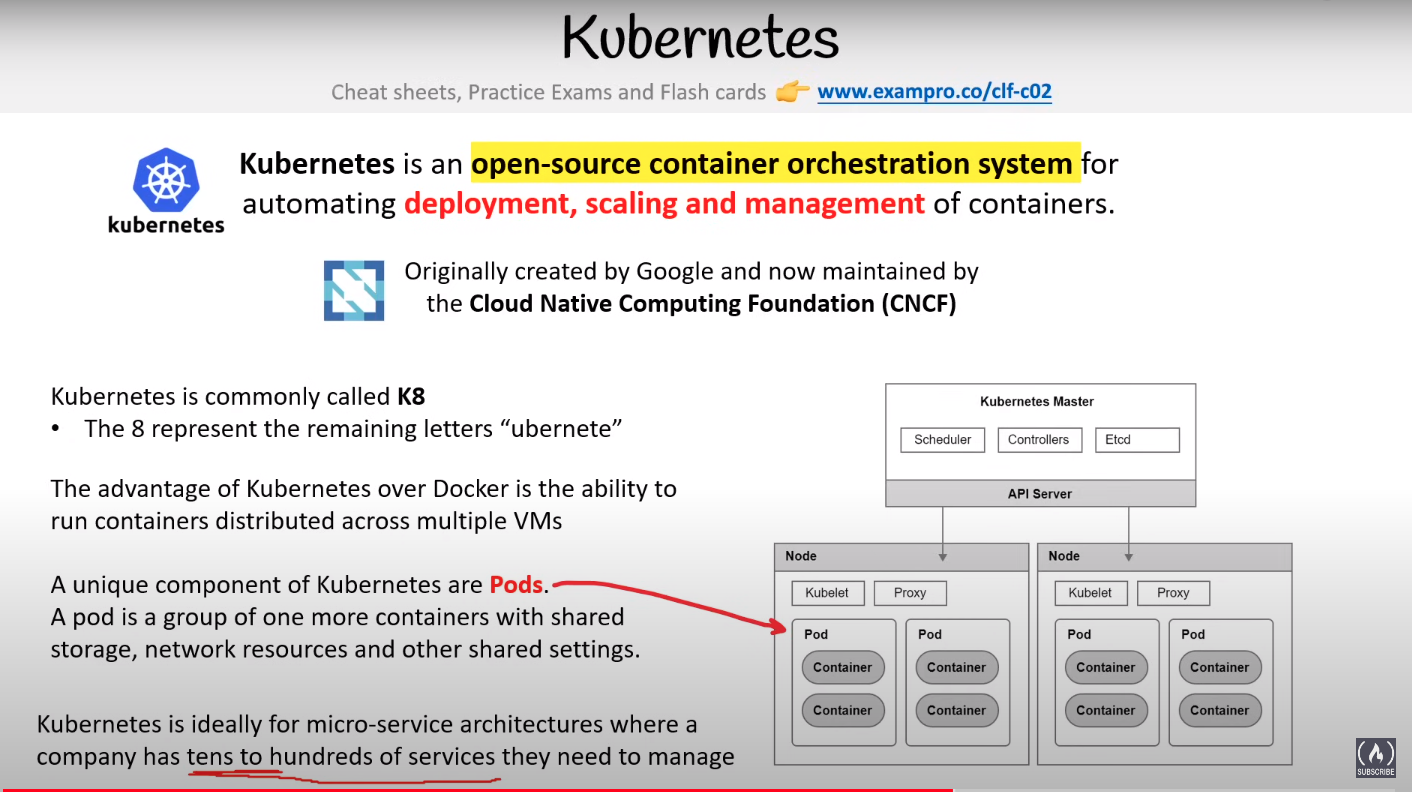 Kubernetes
Cheat sheets, Practice Exams and Flash cards 👉 www.exampro.co/clf-c02
kubernetes
Kubernetes is an open-source container orchestration system for
automating deployment, scaling and management of containers.
Originally created by Google and now maintained by
the Cloud Native Computing Foundation (CNCF)
Kubernetes is commonly called K8
• The 8 represent the remaining letters “ubernete”
The advantage of Kubernetes over Docker is the ability to
run containers distributed across multiple VMs
A unique component of Kubernetes are Pods.
A pod is a group of one more containers with shared
storage, network resources and other shared settings.
Kubernetes is ideally for micro-service architectures where a
company has tens to hundreds of services they need to manage
Kubernetes Master
Scheduler Controllers Etcd
API Server
Node
Kubelet Proxy
Pod Pod
Container Container
Container Container
Node
Kubelet Proxy
Pod Pod
Container Container
Container Container
SUBSCRIBE